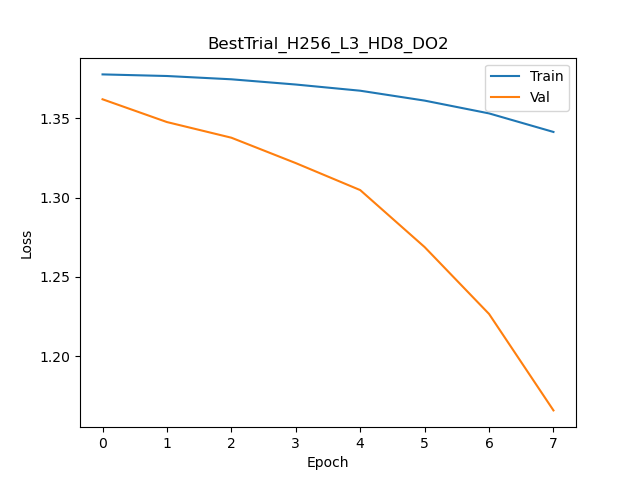 BestTrial_H256_L3_HD8_DO2
Train
Val
1.35
1.30
1.25
1.20
Loss
0 1 2 3 4 5 6 7
Epoch